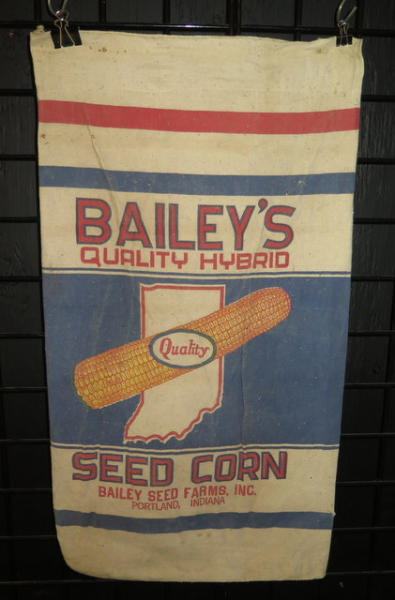 BAILEY'S
QUALITY HYBRID
Quality
SEED CORN
BAILEY SEED FARMS, INC.
PORTLAND, INDIANA